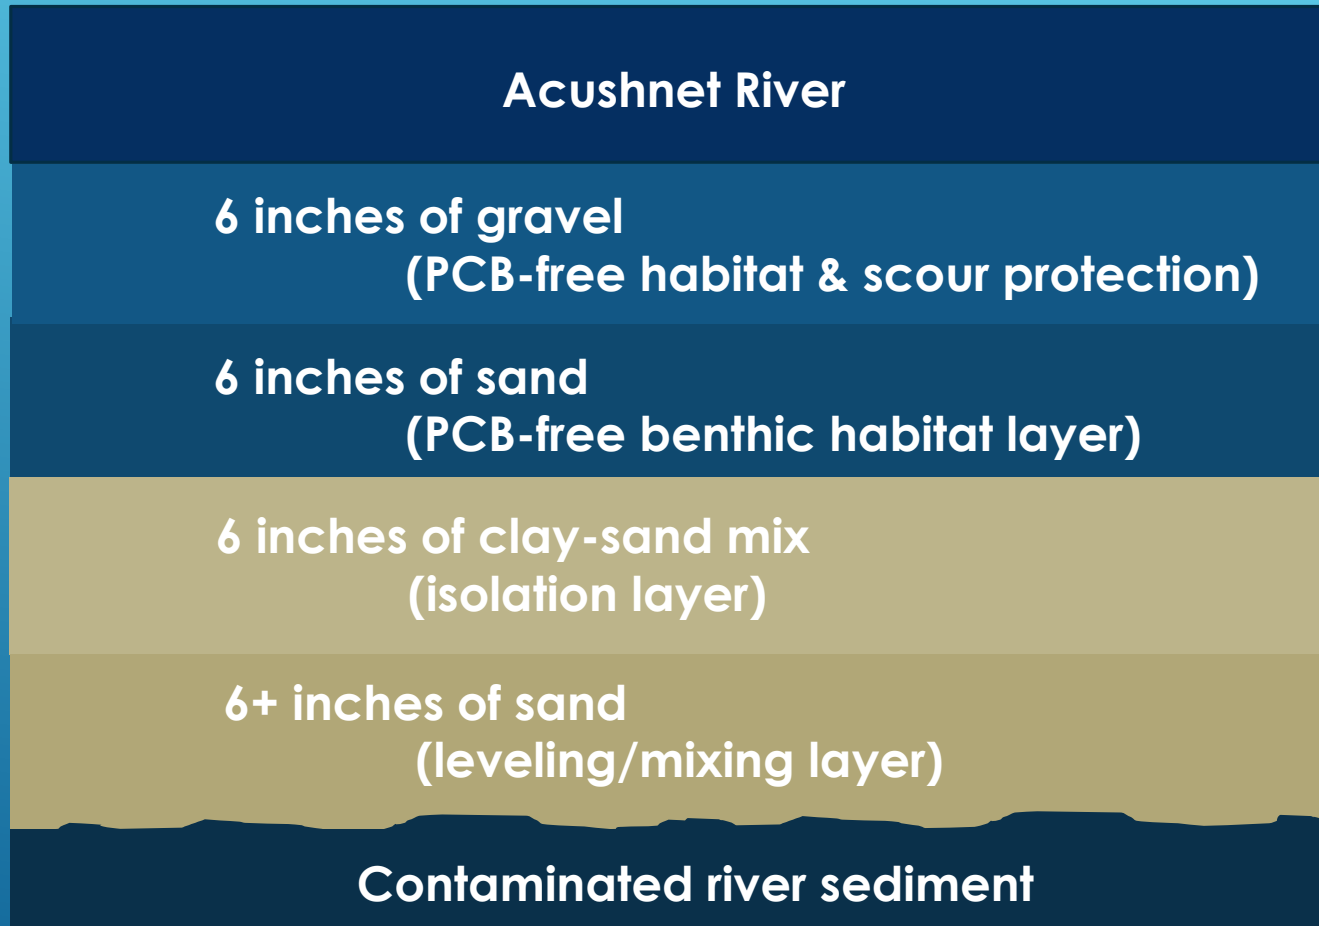 Acushnet River
6 inches of gravel
(PCB-free habitat & scour protection)
6 inches of sand
(PCB-free benthic habitat layer)
6 inches of clay-sand mix
(isolation layer)
6+ inches of sand
(leveling/mixing layer)
Contaminated river sediment